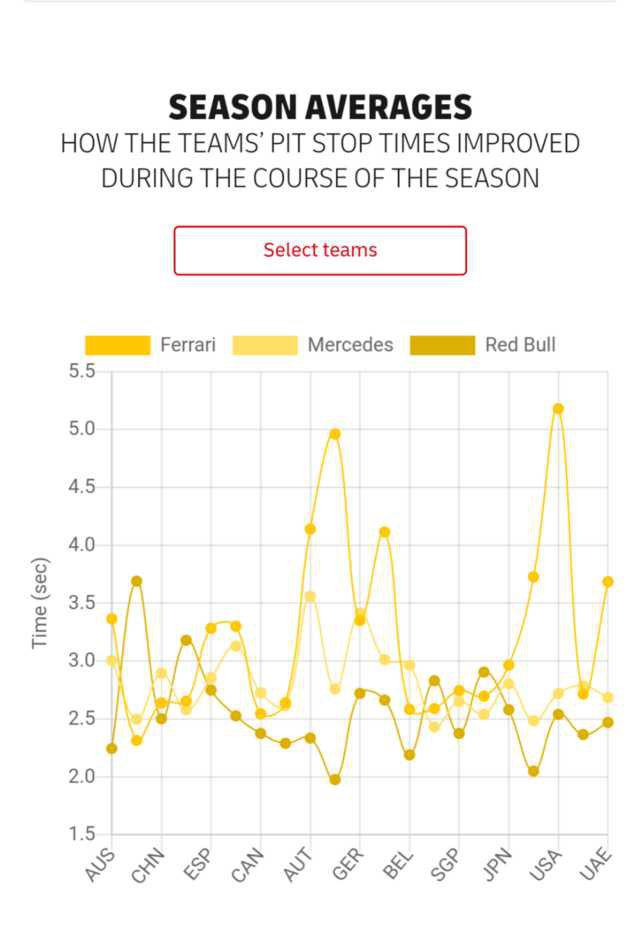 SEASON AVERAGES
HOW THE TEAMS’ PIT STOP TIMES IMPROVED
DURING THE COURSE OF THE SEASON
Select teams
Ferrari Mercedes Red Bull
5.5
5.0
4.5
4.0
3.5
3.0
2.5
2.0
1.5
Time (sec)
AUS CHN ESP CAN AUT GER BEL SGP JPN USA UAE